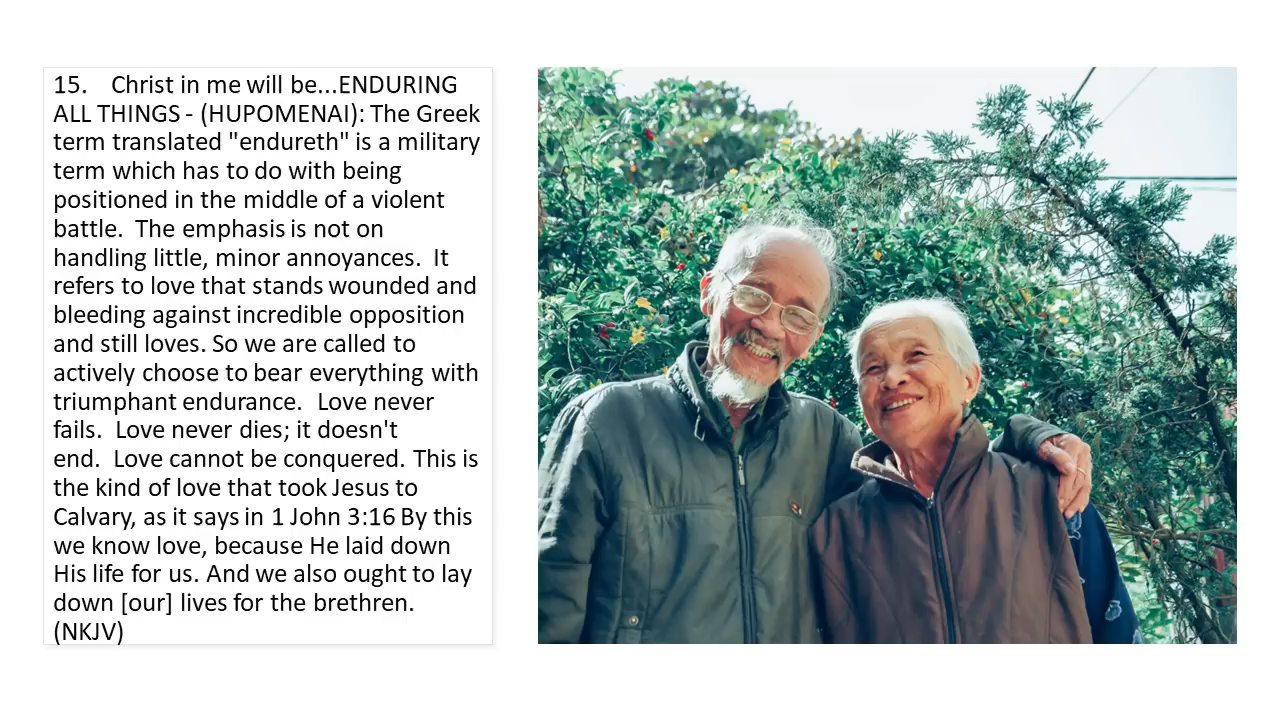 15. Christ in me will be...ENDURING
ALL THINGS - (HUPOMENAI): The Greek
term translated "endureth" is a military
term which has to do with being
positioned in the middle of a violent
battle. The emphasis is not on
handling little, minor annoyances. It
refers to love that stands wounded and
bleeding against incredible opposition
and still loves. So we are called to
actively choose to bear everything with
triumphant endurance. Love never
fails. Love never dies; it doesn't
end. Love cannot be conquered. This is
the kind of love that took Jesus to
Calvary, as it says in 1 John 3:16 By this
we know love, because He laid down
His life for us. And we also ought to lay
down [our] lives for the brethren.
(NKJV)